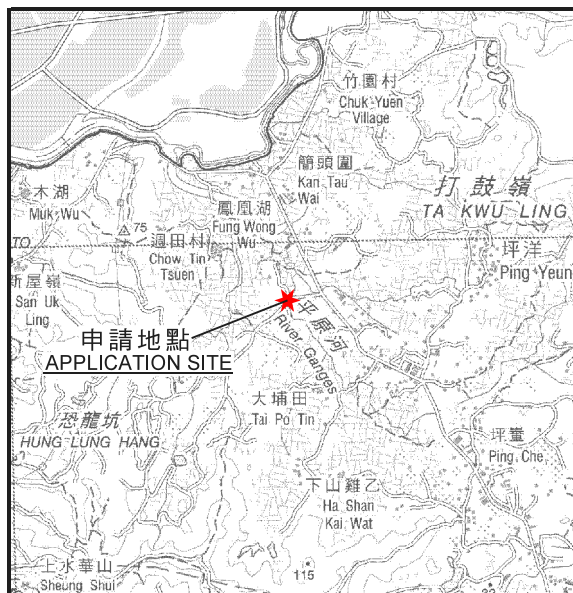 竹園村
Chuk Yuen
Village
簡頭圍
Kan Tau
Wai
木湖
Muk Wu
打鼓嶺
TA KWU LING
鳳凰湖
Fung Wong
Wu
75
TO
週田村
Chow Tin
Tsuen
坪洋
Ping Yeung
新屋嶺
San Uk
Ling
平原河
River Ganges
申請地點
APPLICATION SITE
大埔田
Tai Po Tin
恐龍坑
HUNG LUNG HANG
坪輋
Ping Che
下山雞乙
Ha Shan
Kai Wat
上水華山
Sheung Shui
115